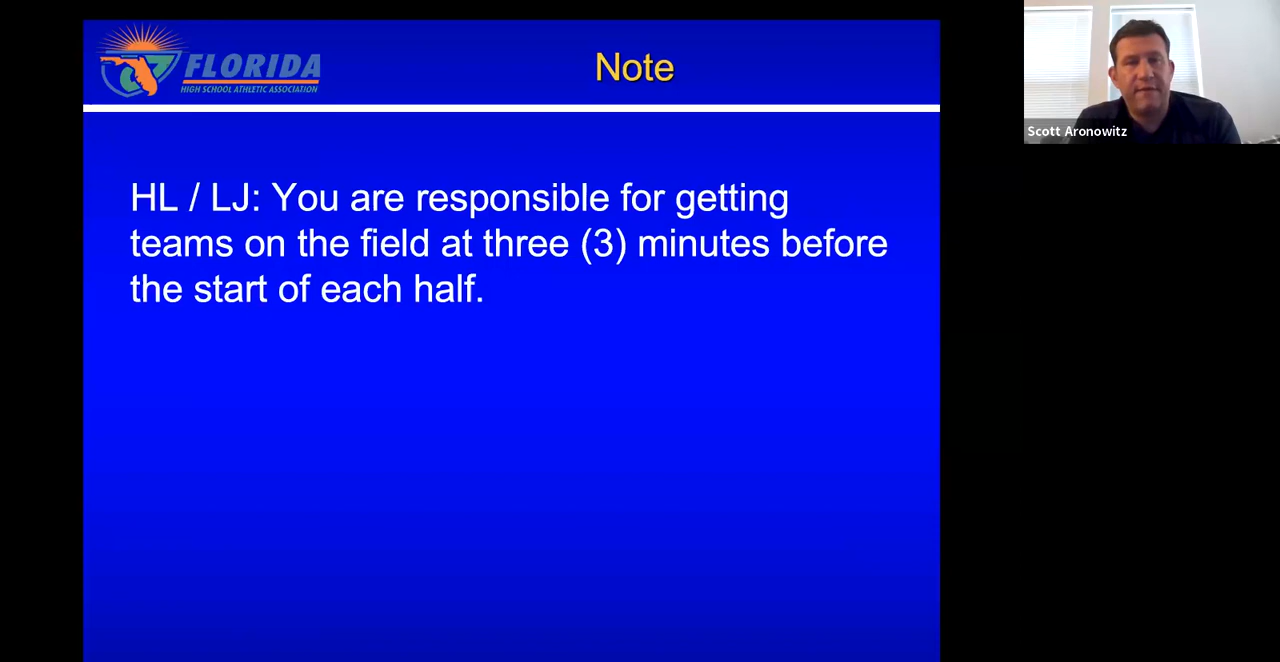 FLORIDA
HIGH SCHOOL ATHLETIC ASSOCIATION
Note
HL / LJ: You are responsible for getting
teams on the field at three (3) minutes before
the start of each half.
Scott Aronowitz